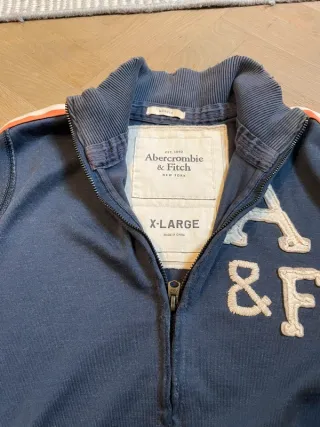 EST. 1892
Abercrombie
& Fitch
NEW YORK
X-LARGE
A
& F